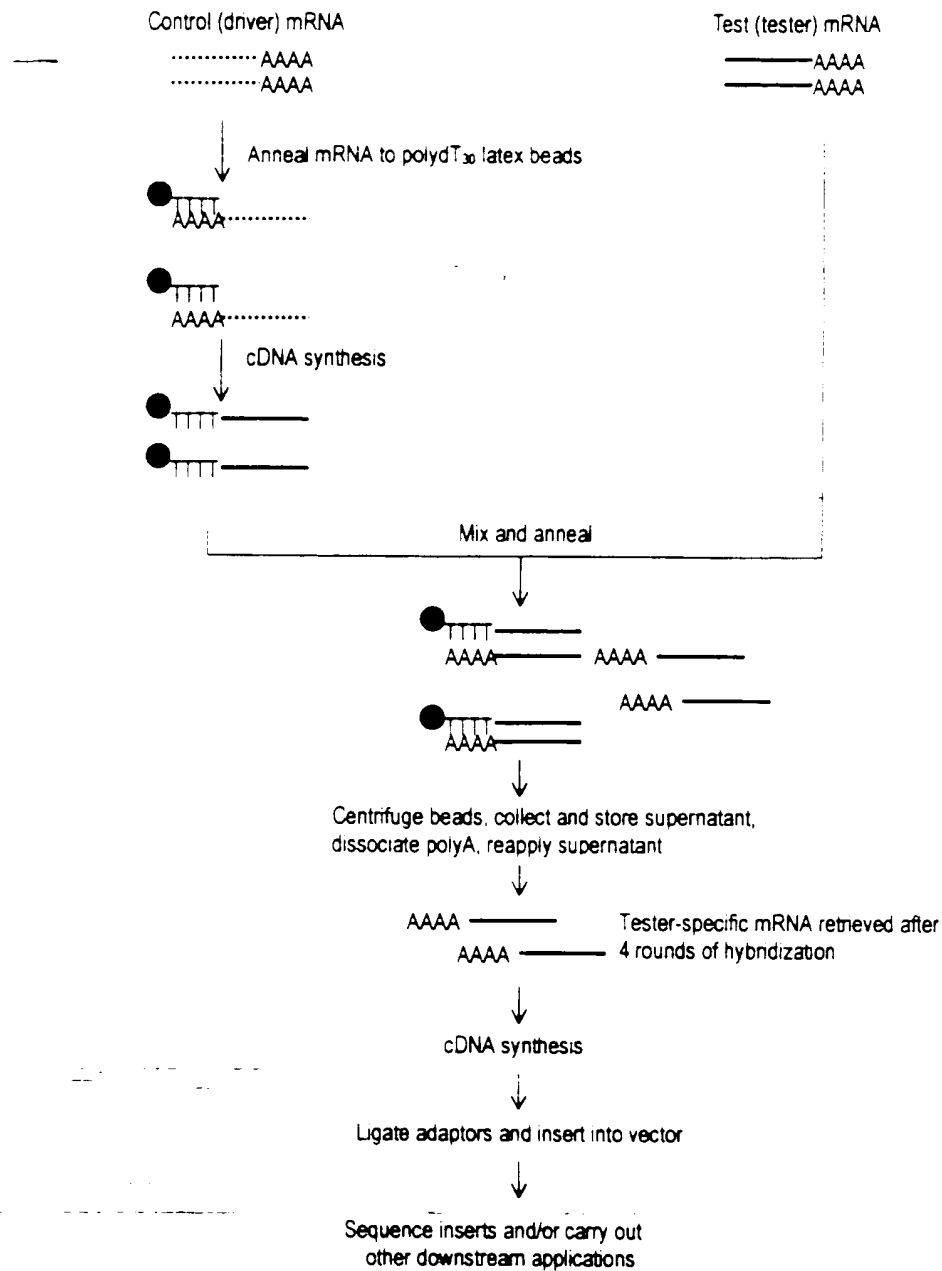 Control (driver) mRNA
Test (tester) mRNA
AAAA
AAAA
AAAA
AAAA
Anneal mRNA to polydT₃₀ latex beads
TTTT
AAAA
TTTT
AAAA
cDNA synthesis
TTTT
TTTT
Mix and anneal
TTTT
AAAA AAAA
AAAA
TTTT
AAAA
Centrifuge beads, collect and store supernatant,
dissociate polyA, reapply supernatant
AAAA
AAAA
Tester-specific mRNA retrieved after
4 rounds of hybridization
cDNA synthesis
Ligate adaptors and insert into vector
Sequence inserts and/or carry out
other downstream applications